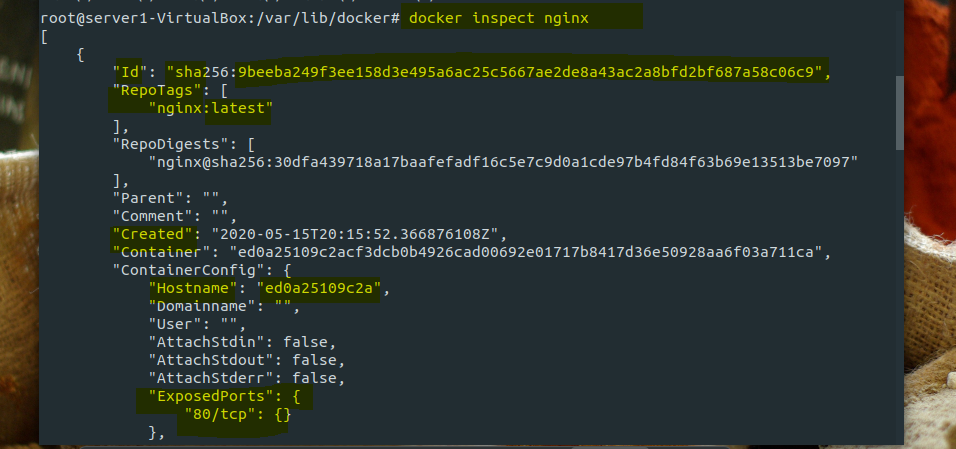 root@server1-VirtualBox:/var/lib/docker# docker inspect nginx
[
    {
        "Id": "sha256:9beeba249f3ee158d3e495a6ac25c5667ae2de8a43ac2a8bfd2bf687a58c06c9",
        "RepoTags": [
            "nginx:latest"
        ],
        "RepoDigests": [
            "nginx@sha256:30dfa439718a17baafefadf16c5e7c9d0a1cde97b4fd84f63b69e13513be7097"
        ],
        "Parent": "",
        "Comment": "",
        "Created": "2020-05-15T20:15:52.366876108Z",
        "Container": "ed0a25109c2acf3dcb0b4926cad00692e01717b8417d36e50928aa6f03a711ca",
        "ContainerConfig": {
            "Hostname": "ed0a25109c2a",
            "Domainname": "",
            "User": "",
            "AttachStdin": false,
            "AttachStdout": false,
            "AttachStderr": false,
            "ExposedPorts": {
                "80/tcp": {}
            },